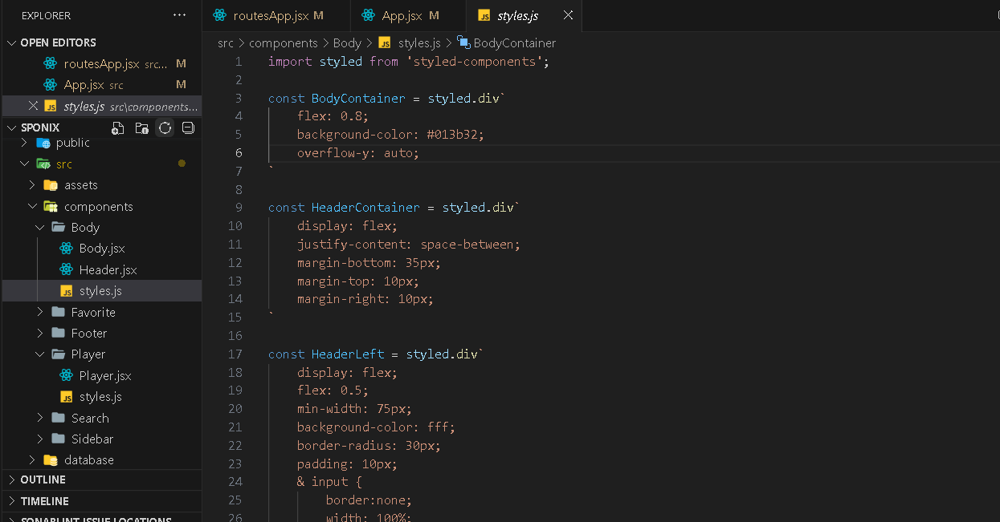 EXPLORER ...
OPEN EDITORS
routesApp.jsx src... M
App.jsx src M
styles.js src\components...
SPONIX
public
src
assets
components
Body
Body.jsx
Header.jsx
styles.js
Favorite
Footer
Player
Player.jsx
styles.js
Search
Sidebar
database
OUTLINE
TIMELINE
SONARLINT ISSUE LOCATIONS
routesApp.jsx M App.jsx M JS styles.js
src > components > Body > JS styles.js > BodyContainer
1 import styled from 'styled-components';
2
3 const BodyContainer = styled.div`
4 flex: 0.8;
5 background-color: #013b32;
6 overflow-y: auto;
7 `
8
9 const HeaderContainer = styled.div`
10 display: flex;
11 justify-content: space-between;
12 margin-bottom: 35px;
13 margin-top: 10px;
14 margin-right: 10px;
15 `
16
17 const HeaderLeft = styled.div`
18 display: flex;
19 flex: 0.5;
20 min-width: 75px;
21 background-color: fff;
22 border-radius: 30px;
23 padding: 10px;
24 & input {
25 border:none;
26 width: 100%;